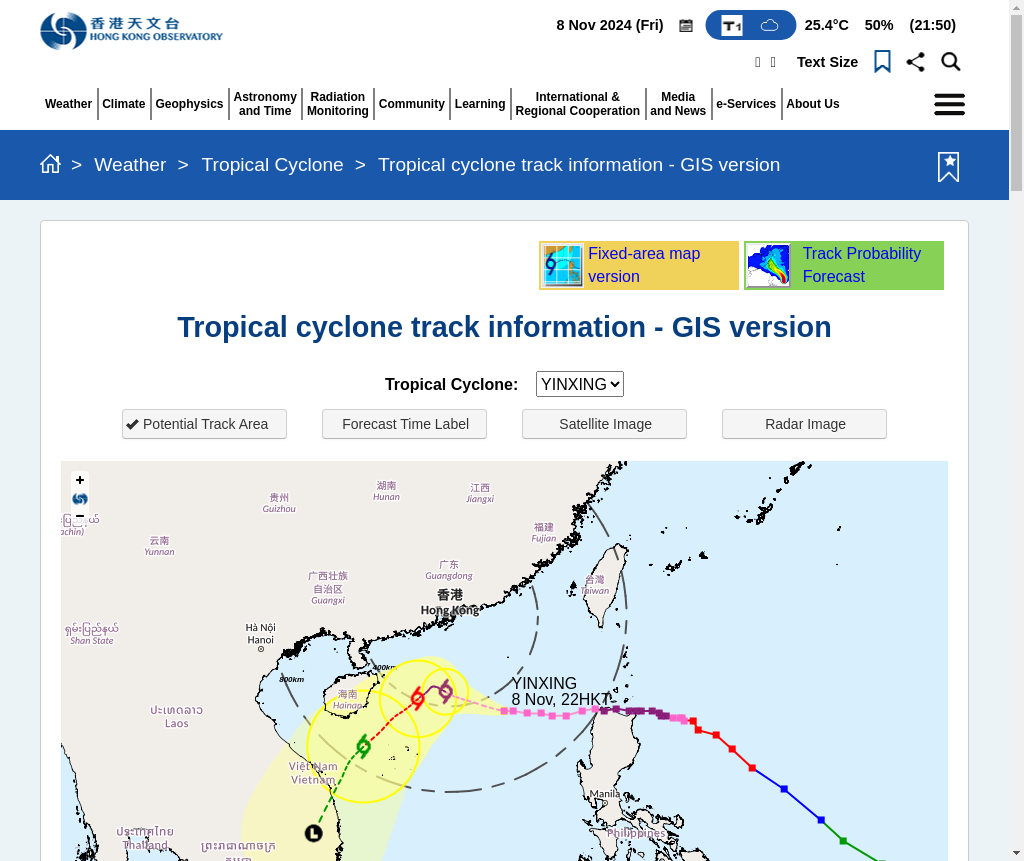 香港天文台
HONG KONG OBSERVATORY
8 Nov 2024 (Fri)
T1
25.4°C 50% (21:50)
Text Size
Weather
Climate
Geophysics
Astronomy
and Time
Radiation
Monitoring
Community
Learning
International &
Regional Cooperation
Media
and News
e-Services
About Us
> Weather > Tropical Cyclone > Tropical cyclone track information - GIS version
Fixed-area map
version
Track Probability
Forecast
Tropical cyclone track information - GIS version
Tropical Cyclone: YINXING
Potential Track Area
Forecast Time Label
Satellite Image
Radar Image
+
−
贵州
Guizhou
湖南
Hunan
江西
Jiangxi
福建
Fujian
云南
Yunnan
广西壮族
自治区
Guangxi
广东
Guangdong
香港
Hong Kong
台灣
Taiwan
Shan State
Hà Nội
Hanoi
400km
800km
海南
Hainan
YINXING
8 Nov, 22HKT
ປະເທດລາວ
Laos
Việt Nam
Vietnam
L
Manila
Philippines
ประเทศไทย
Thailand